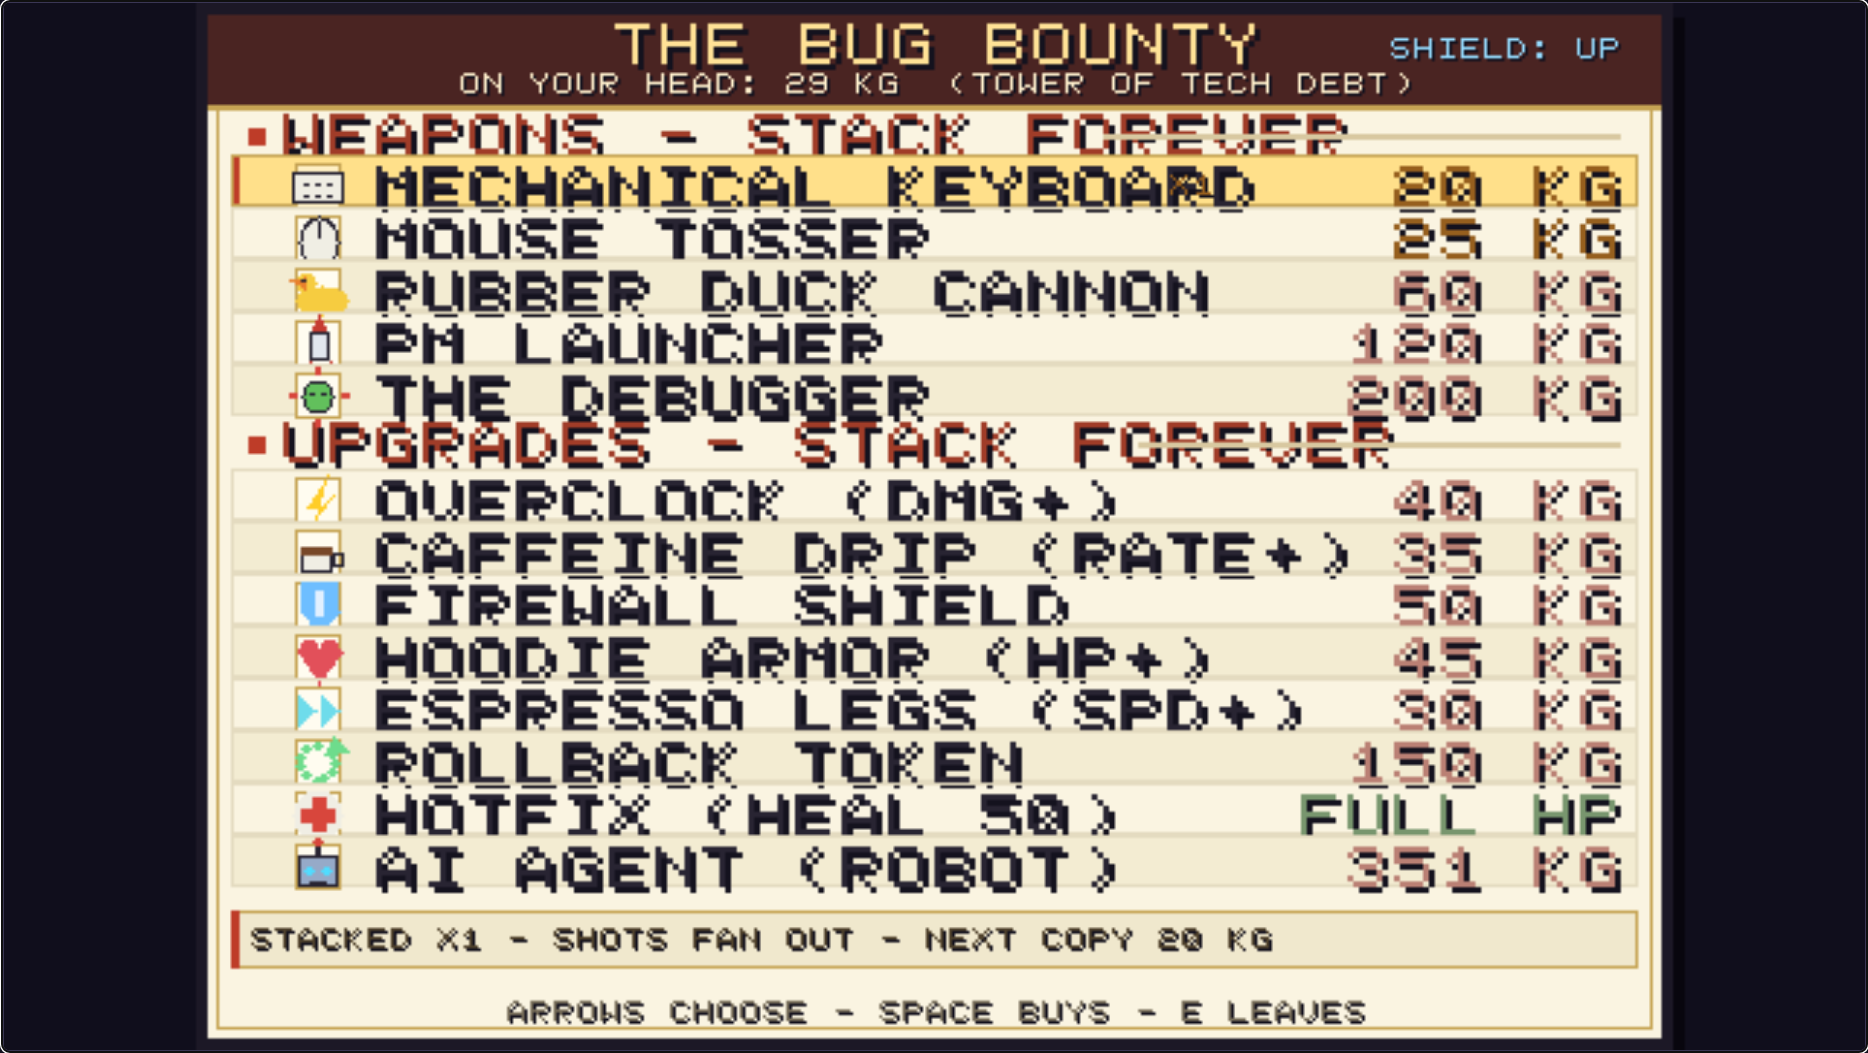 THE BUG BOUNTY
SHIELD: UP
ON YOUR HEAD: 29 KG (TOWER OF TECH DEBT)
WEAPONS - STACK FOREVER
MECHANICAL KEYBOARD X1 20 KG
MOUSE TOSSER 25 KG
RUBBER DUCK CANNON 60 KG
PM LAUNCHER 120 KG
THE DEBUGGER 200 KG
UPGRADES - STACK FOREVER
OVERCLOCK (DMG+) 40 KG
CAFFEINE DRIP (RATE+) 35 KG
FIREWALL SHIELD 50 KG
HOODIE ARMOR (HP+) 45 KG
ESPRESSO LEGS (SPD+) 30 KG
ROLLBACK TOKEN 150 KG
HOTFIX (HEAL 50) FULL HP
AI AGENT (ROBOT) 351 KG
STACKED X1 - SHOTS FAN OUT - NEXT COPY 20 KG
ARROWS CHOOSE - SPACE BUYS - E LEAVES